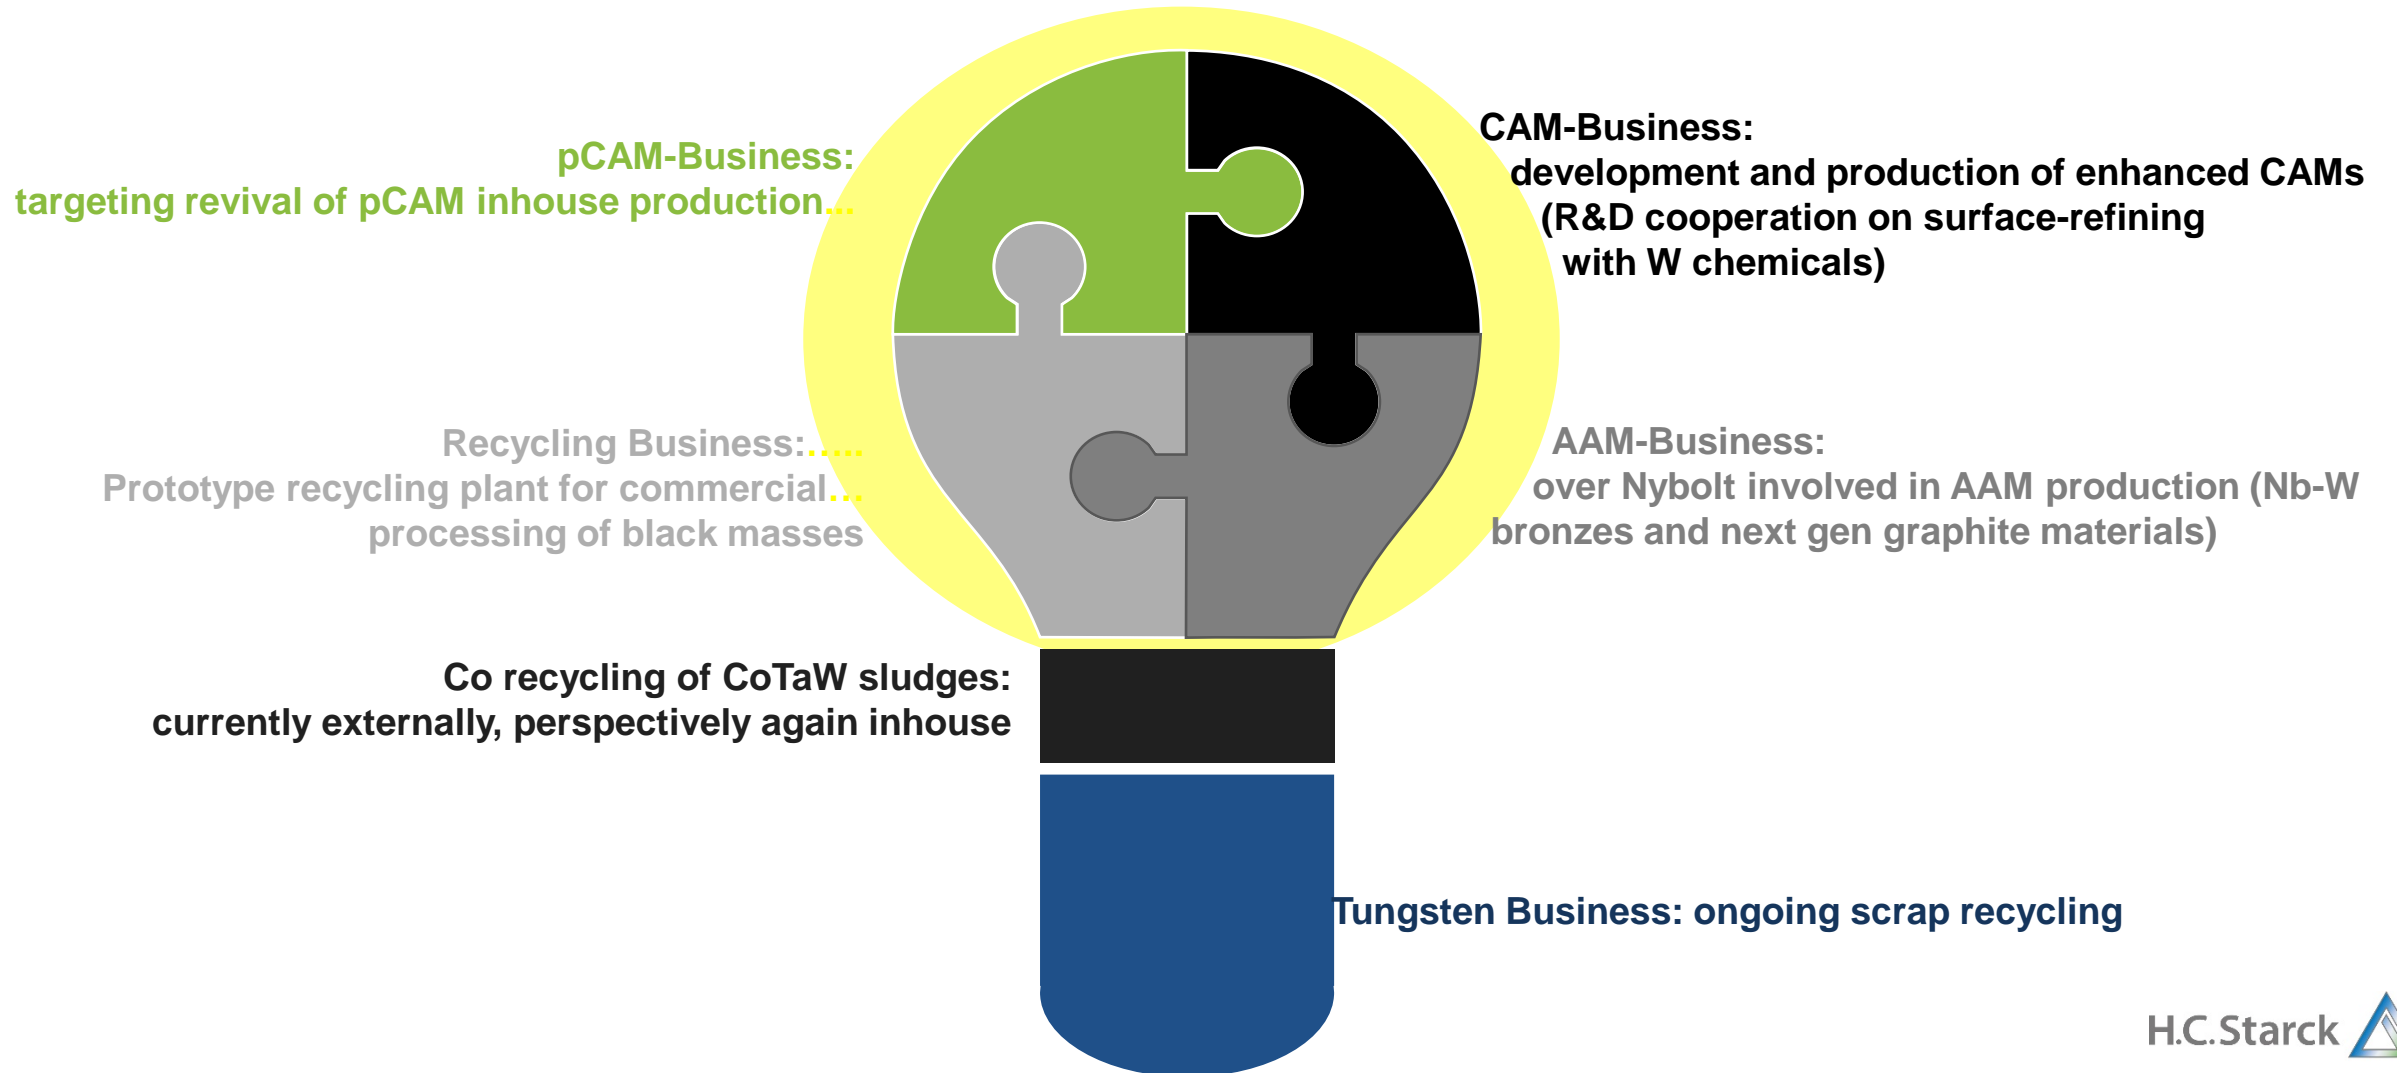 pCAM-Business:
targeting revival of pCAM inhouse production...
CAM-Business:
development and production of enhanced CAMs
(R&D cooperation on surface-refining
with W chemicals)
Recycling Business:.....
Prototype recycling plant for commercial...
processing of black masses
AAM-Business:
over Nybolt involved in AAM production (Nb-W
bronzes and next gen graphite materials)
Co recycling of CoTaW sludges:
currently externally, perspectively again inhouse
Tungsten Business: ongoing scrap recycling
H.C.Starck